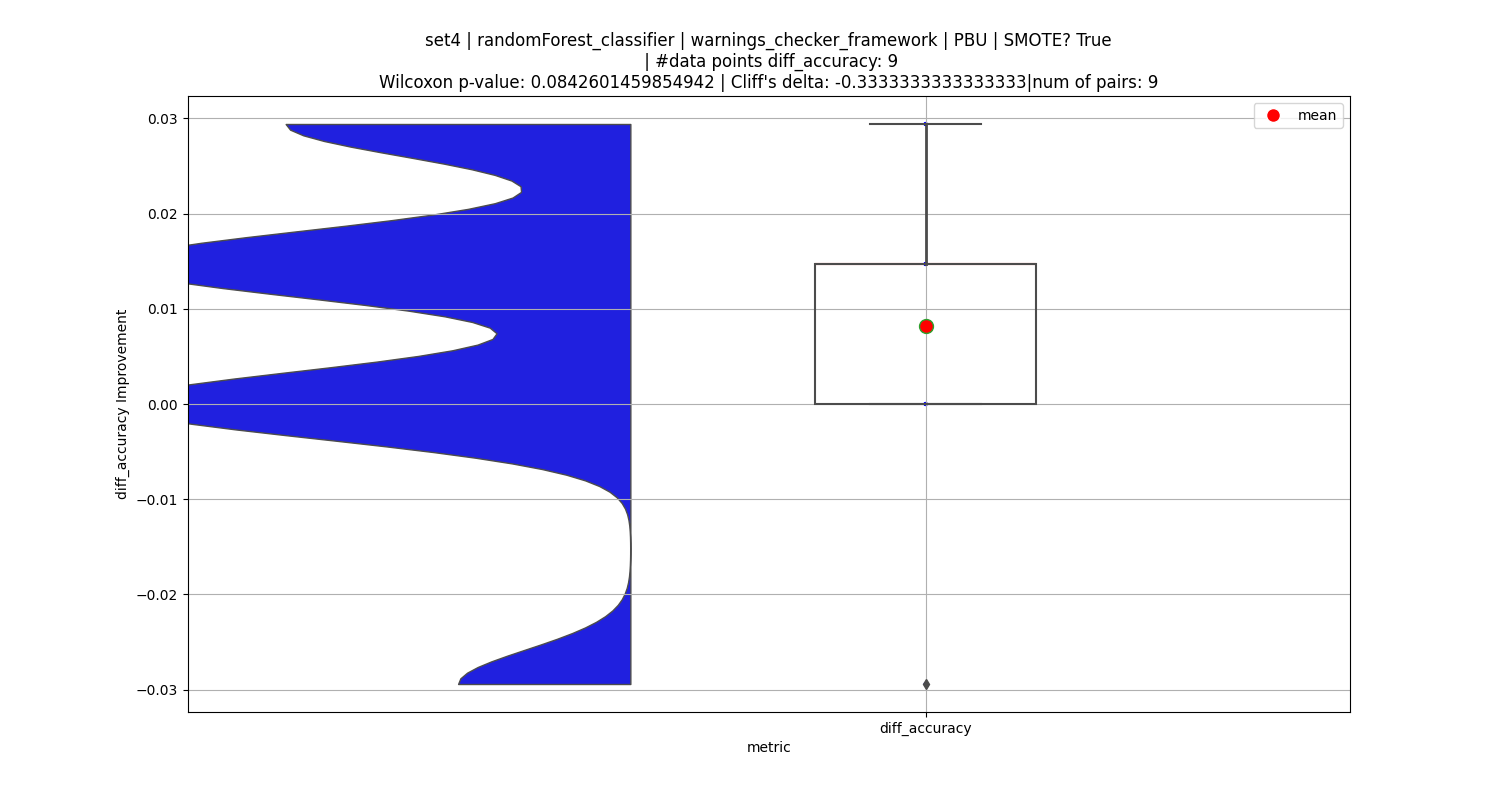 set4 | randomForest_classifier | warnings_checker_framework | PBU | SMOTE? True
| #data points diff_accuracy: 9
Wilcoxon p-value: 0.0842601459854942 | Cliff's delta: -0.3333333333333333|num of pairs: 9
mean
0.03
0.02
0.01
0.00
−0.01
−0.02
−0.03
diff_accuracy Improvement
diff_accuracy
metric